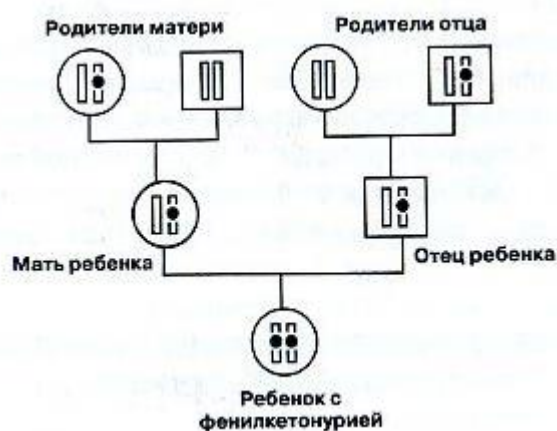 Родители матери
Родители отца
Мать ребенка
Отец ребенка
Ребенок с
фенилкетонурией